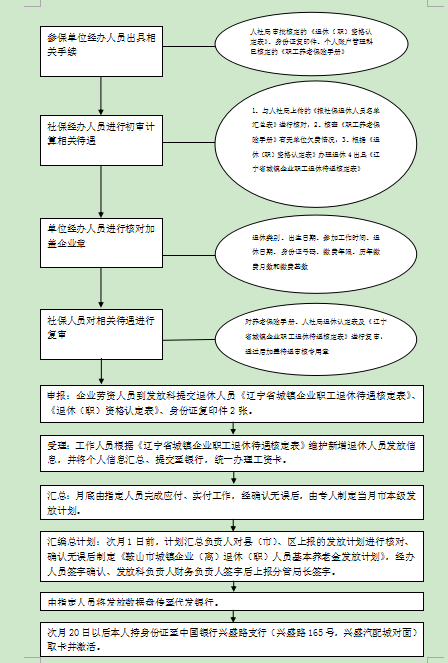 参保单位经办人员出具相
关手续
人社局审批核定的《退休（职）资格认
定表》、身份证复印件、个人账户管理科
已核定的《职工养老保险手册》
社保经办人员进行初审计
算相关待遇
1、与人社局上传的《报社保退休人员名单
汇总表》进行核对，2、核查《职工养老保
险手册》有无单位欠费情况，3、根据《退
休（职）资格认定表》办理退休 4 出具《辽
宁省城镇企业职工退休待遇核定表》
单位经办人员进行核对加
盖企业章
退休类别、出生日期、参加工作时间、退
休日期、身份证号码、缴费年限、历年缴
费月数和缴费基数
社保人员对相关待遇进行
复审
对养老保险手册、人社局退休认定表及《辽宁
省城镇企业职工退休待遇核定表》进行复审，
通过后加盖待遇审核专用章
申报：企业劳资人员到发放科提交退休人员《辽宁省城镇企业职工退休待遇核定表》、
《退休（职）资格认定表》、身份证复印件 2 张。
受理：工作人员根据《辽宁省城镇企业职工退休待遇核定表》维护新增退休人员发放信
息，并将个人信息汇总、提交至银行，统一办理工资卡。
汇总：月底由指定人员完成应付、实付工作，经确认无误后，由专人制定当月市本级发
放计划。
汇编总计划：次月 1 日前，计划汇总负责人对县（市）、区上报的发放计划进行核对、
确认无误后制定《鞍山市城镇企业（离）退休（职）人员基本养老金发放计划》，经办
人员签字确认、发放科负责人财务负责人签字后上报分管局长签字。
由指定人员将发放数据盘传至代发银行。
次月 20 日以后本人持身份证至中国银行兴盛路支行（兴盛路 165 号，兴盛汽配城对面）
取卡并激活。